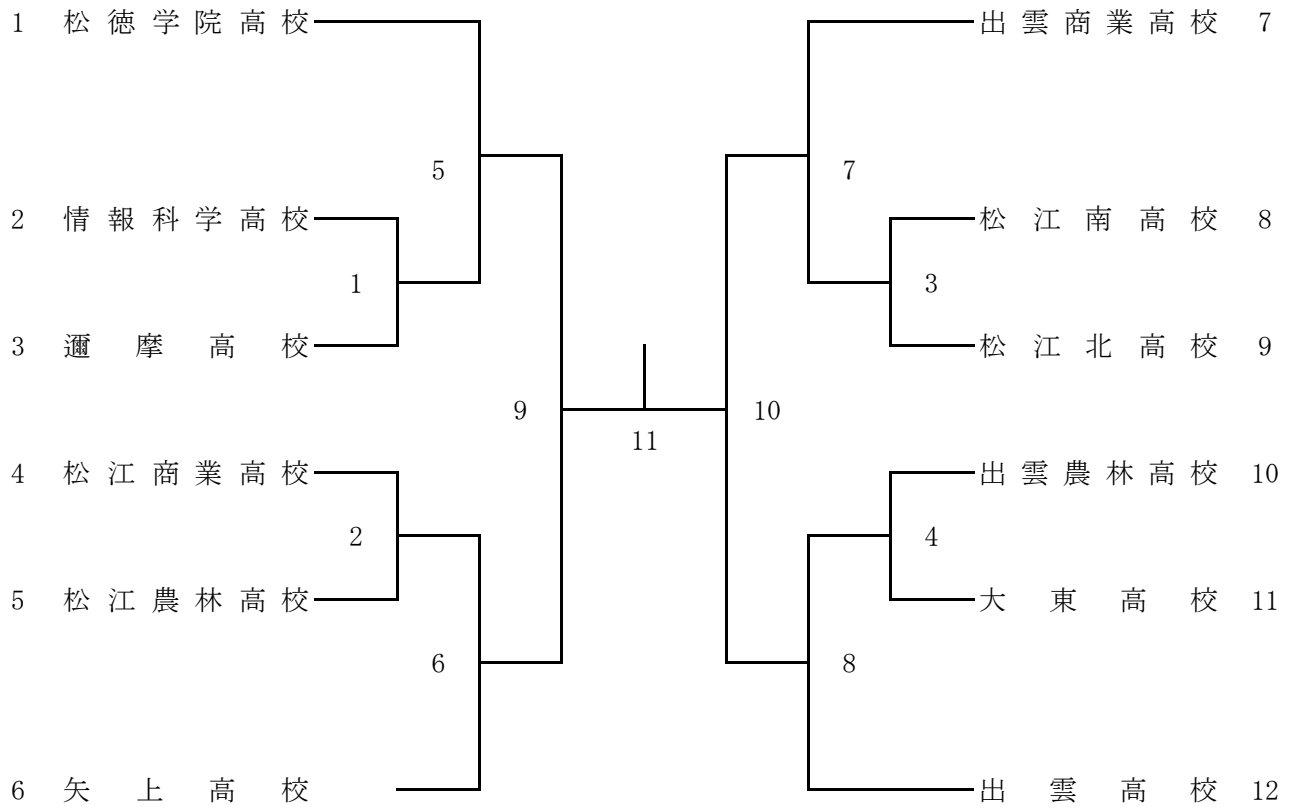 1 松徳学院高校
出雲商業高校 7
5
7
2 情報科学高校
松江南高校 8
1
3
3 邇摩高校
松江北高校 9
9
10
11
4 松江商業高校
出雲農林高校 10
2
4
5 松江農林高校
大東高校 11
6
8
6 矢上高校
出雲高校 12